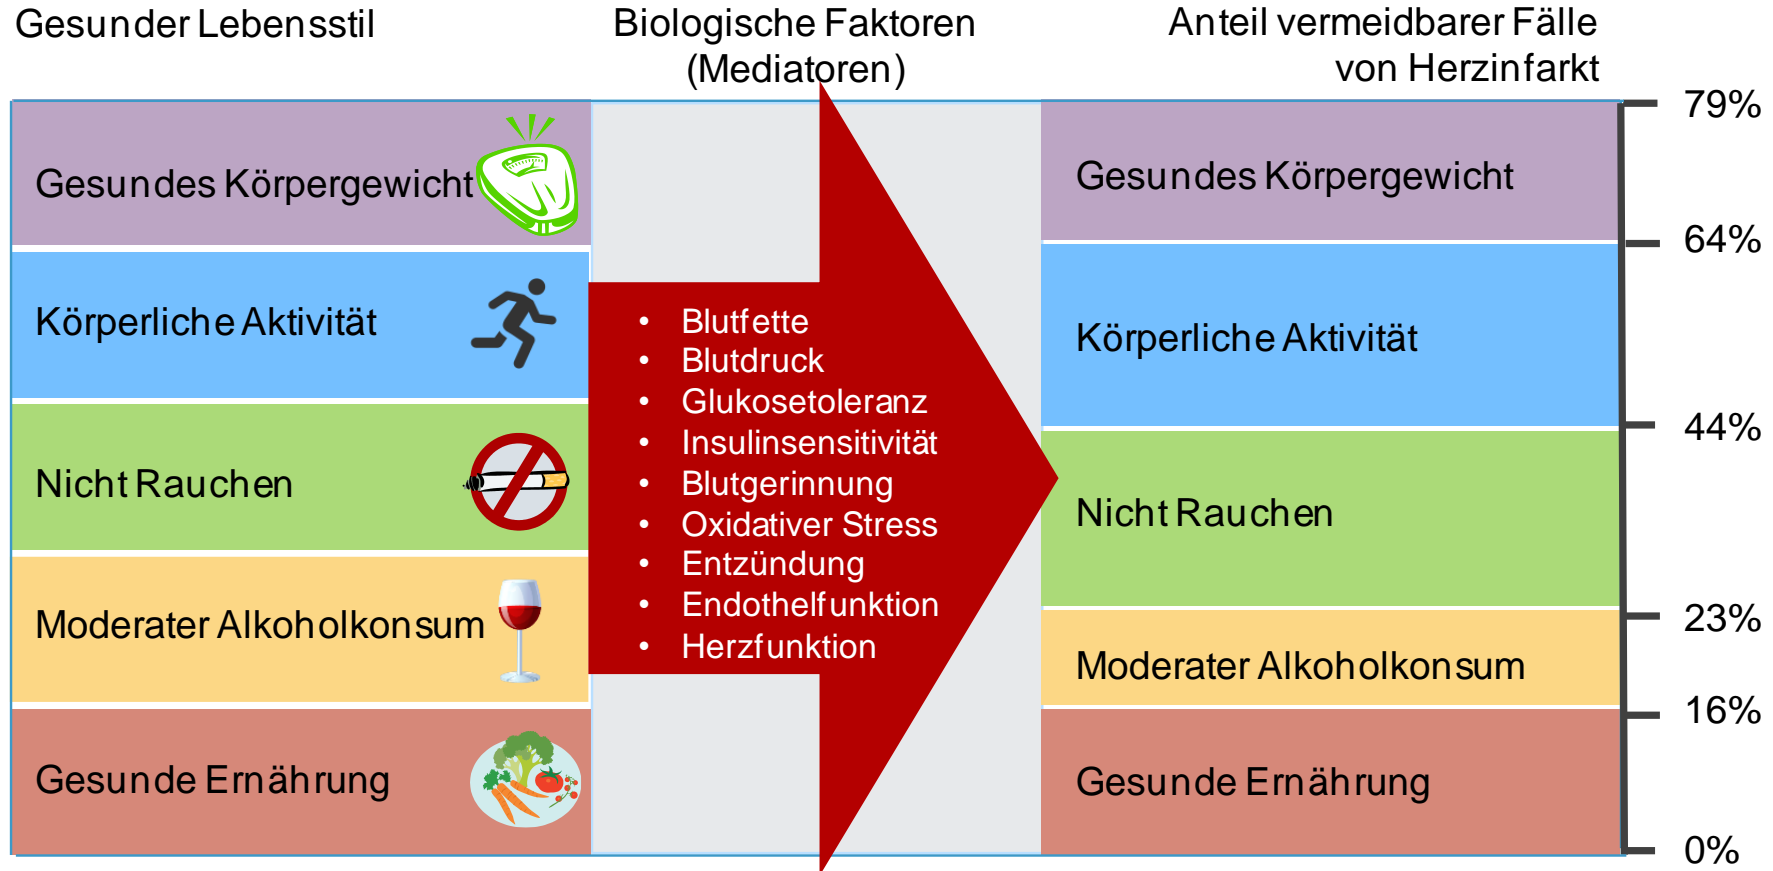 Gesunder Lebensstil
Biologische Faktoren
(Mediatoren)
Anteil vermeidbarer Fälle
von Herzinfarkt
Gesundes Körpergewicht
Körperliche Aktivität
Nicht Rauchen
Moderater Alkoholkonsum
Gesunde Ernährung
• Blutfette
• Blutdruck
• Glukosetoleranz
• Insulinsensitivität
• Blutgerinnung
• Oxidativer Stress
• Entzündung
• Endothelfunktion
• Herzfunktion
Gesundes Körpergewicht
Körperliche Aktivität
Nicht Rauchen
Moderater Alkoholkonsum
Gesunde Ernährung
79%
64%
44%
23%
16%
0%